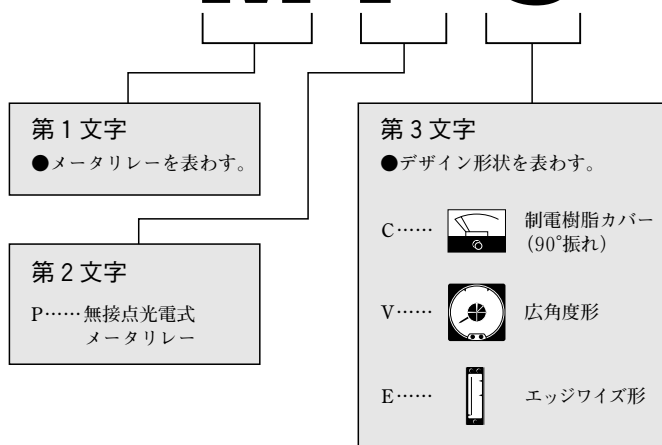 第1文字
●メータリレーを表わす。
第2文字
P……無接点光電式
メータリレー
第3文字
●デザイン形状を表わす。
C…… 制電樹脂カバー
(90°振れ)
V…… 広角度形
E…… エッジワイズ形